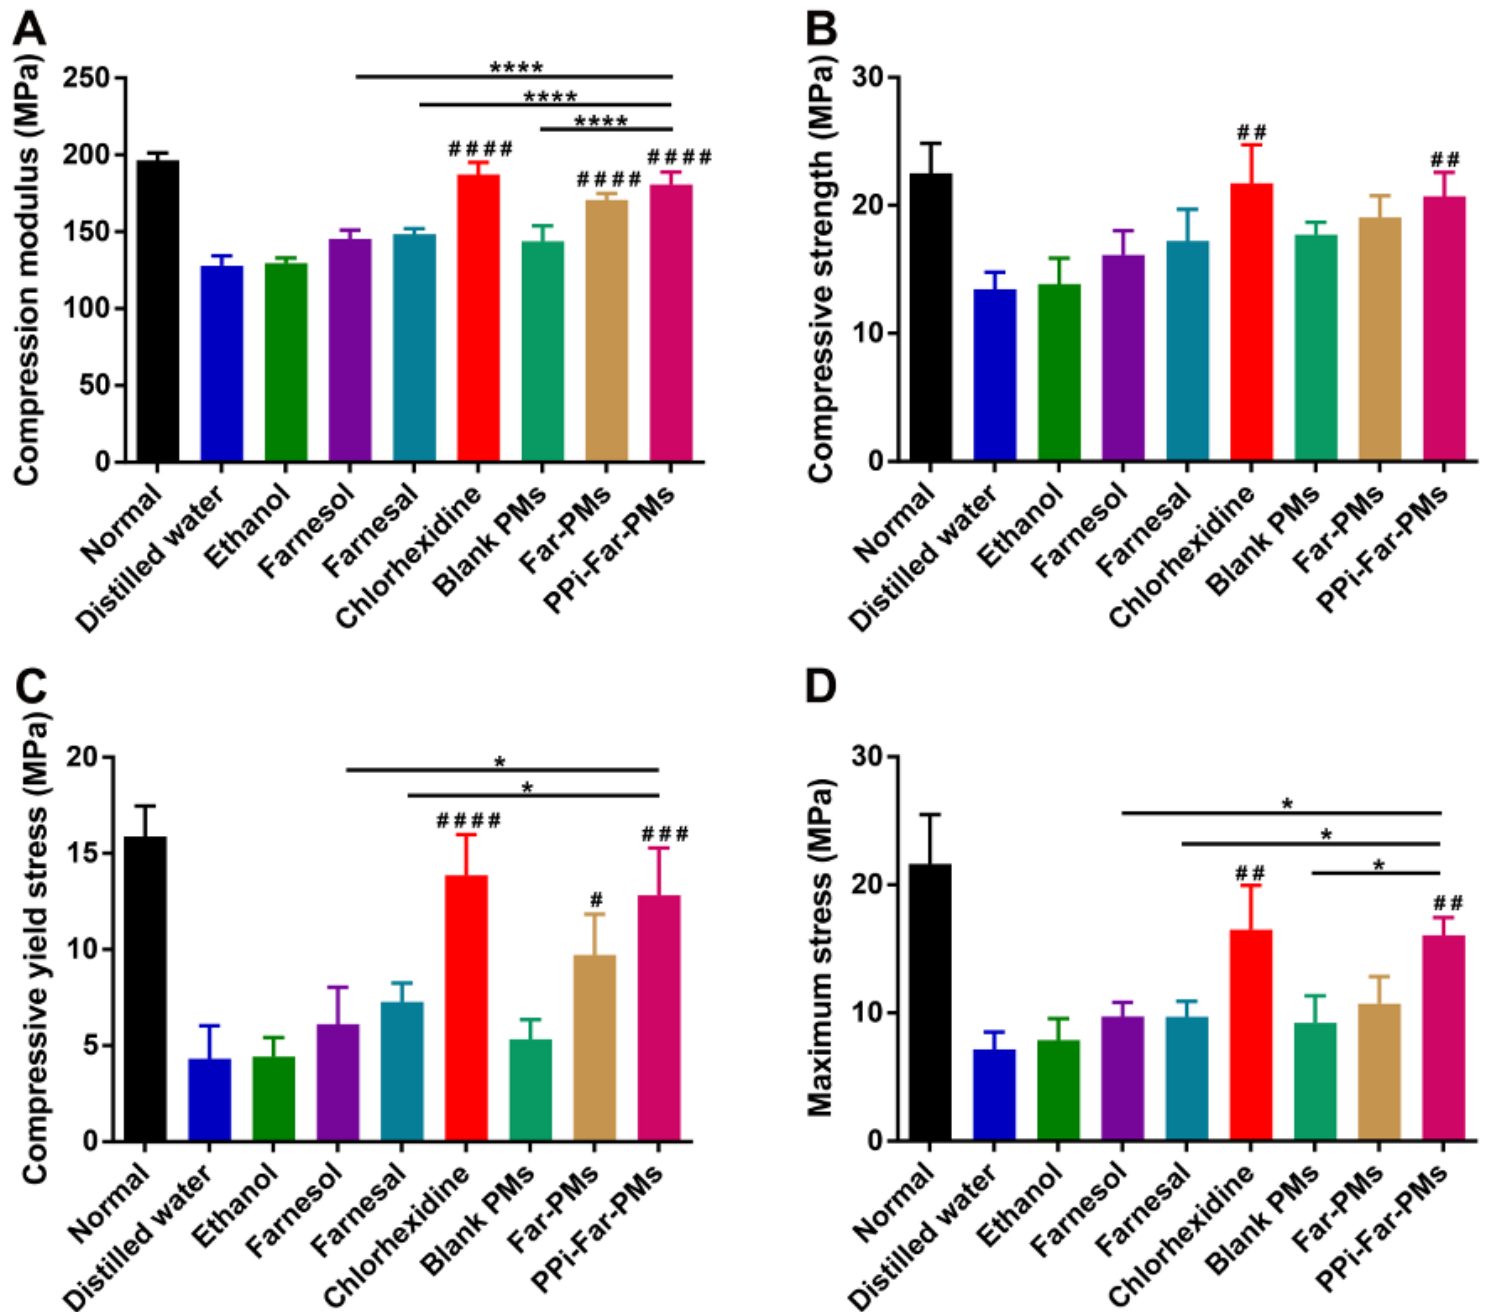 A
Compression modulus (MPa)
250
200
150
100
50
0
****
****
****
####
####
####
Normal
Distilled water
Ethanol
Farnesol
Farnesal
Chlorhexidine
Blank PMs
Far-PMs
PPi-Far-PMs
B
Compressive strength (MPa)
30
20
10
0
##
##
Normal
Distilled water
Ethanol
Farnesol
Farnesal
Chlorhexidine
Blank PMs
Far-PMs
PPi-Far-PMs
C
Compressive yield stress (MPa)
20
15
10
5
0
*
*
####
#
###
Normal
Distilled water
Ethanol
Farnesol
Farnesal
Chlorhexidine
Blank PMs
Far-PMs
PPi-Far-PMs
D
Maximum stress (MPa)
30
20
10
0
*
*
*
##
##
Normal
Distilled water
Ethanol
Farnesol
Farnesal
Chlorhexidine
Blank PMs
Far-PMs
PPi-Far-PMs